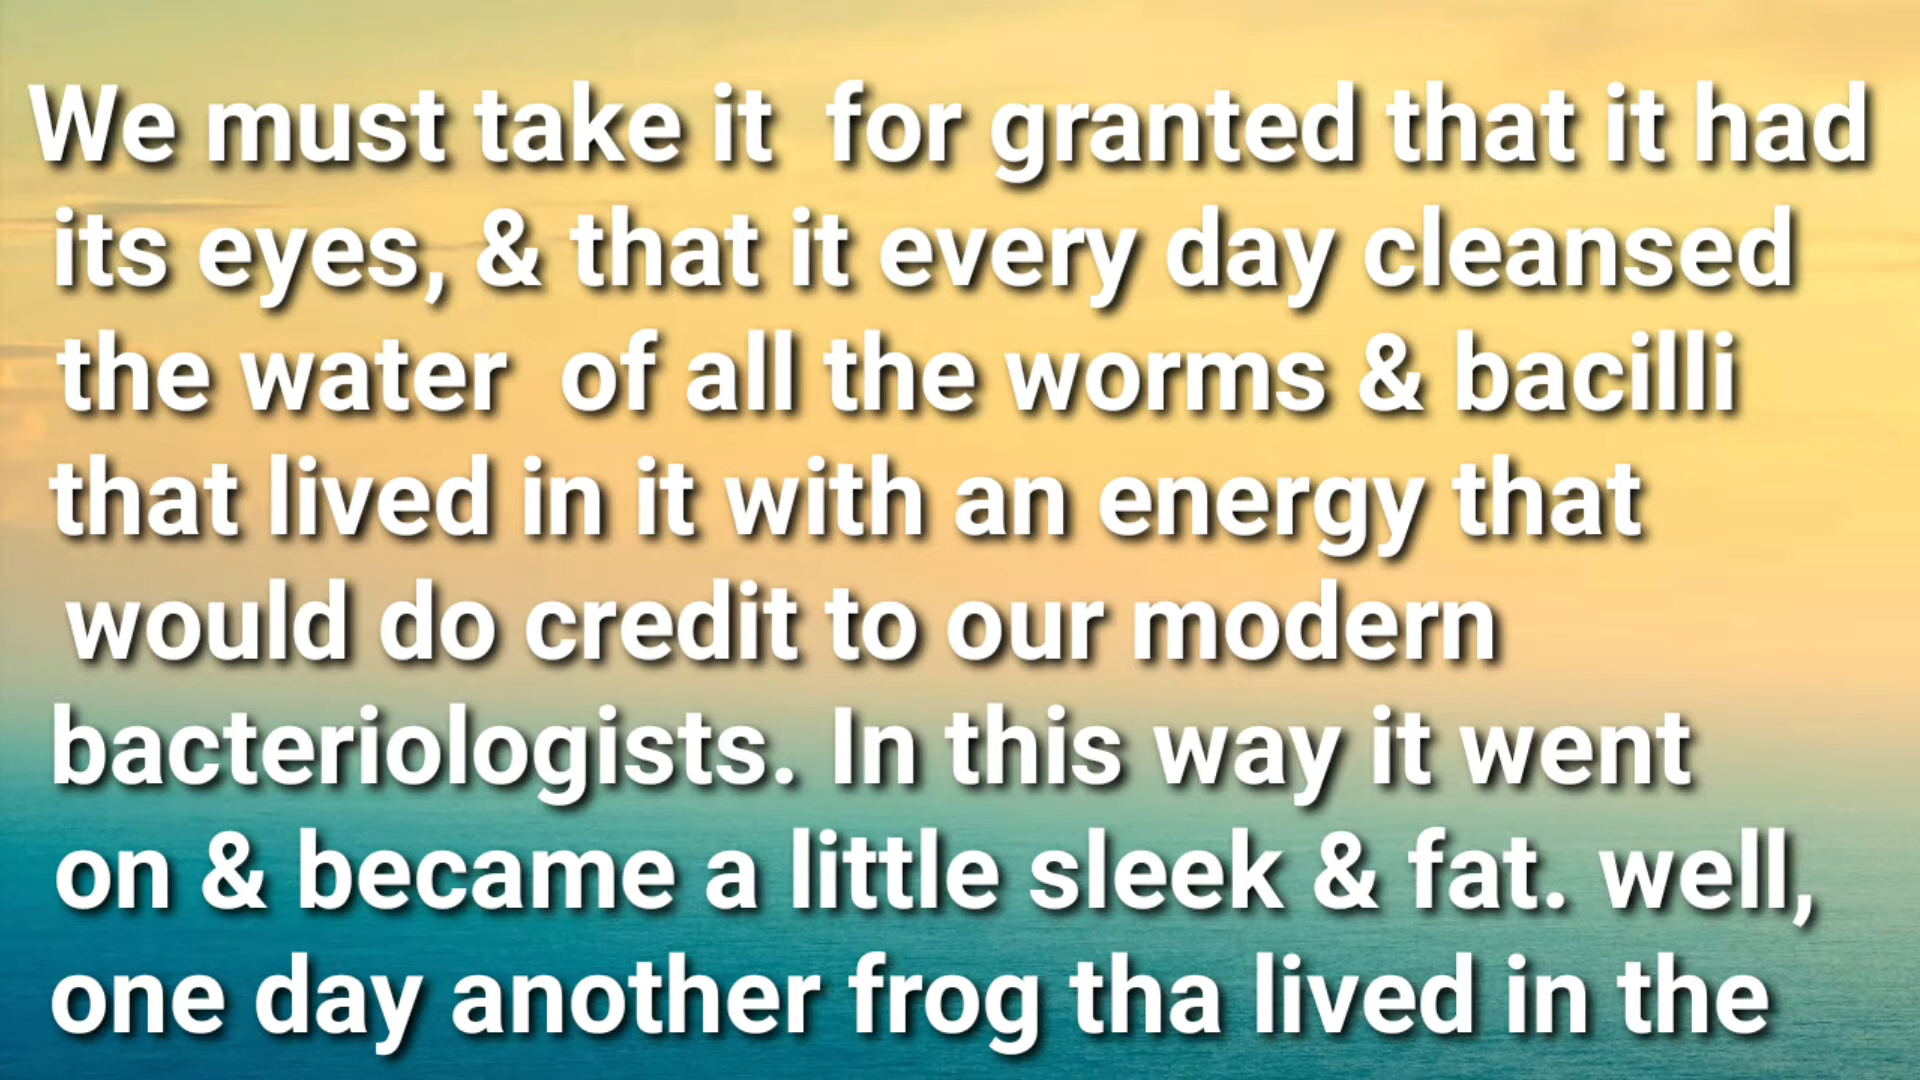 We must take it for granted that it had
its eyes, & that it every day cleansed
the water of all the worms & bacilli
that lived in it with an energy that
would do credit to our modern
bacteriologists. In this way it went
on & became a little sleek & fat. well,
one day another frog tha lived in the